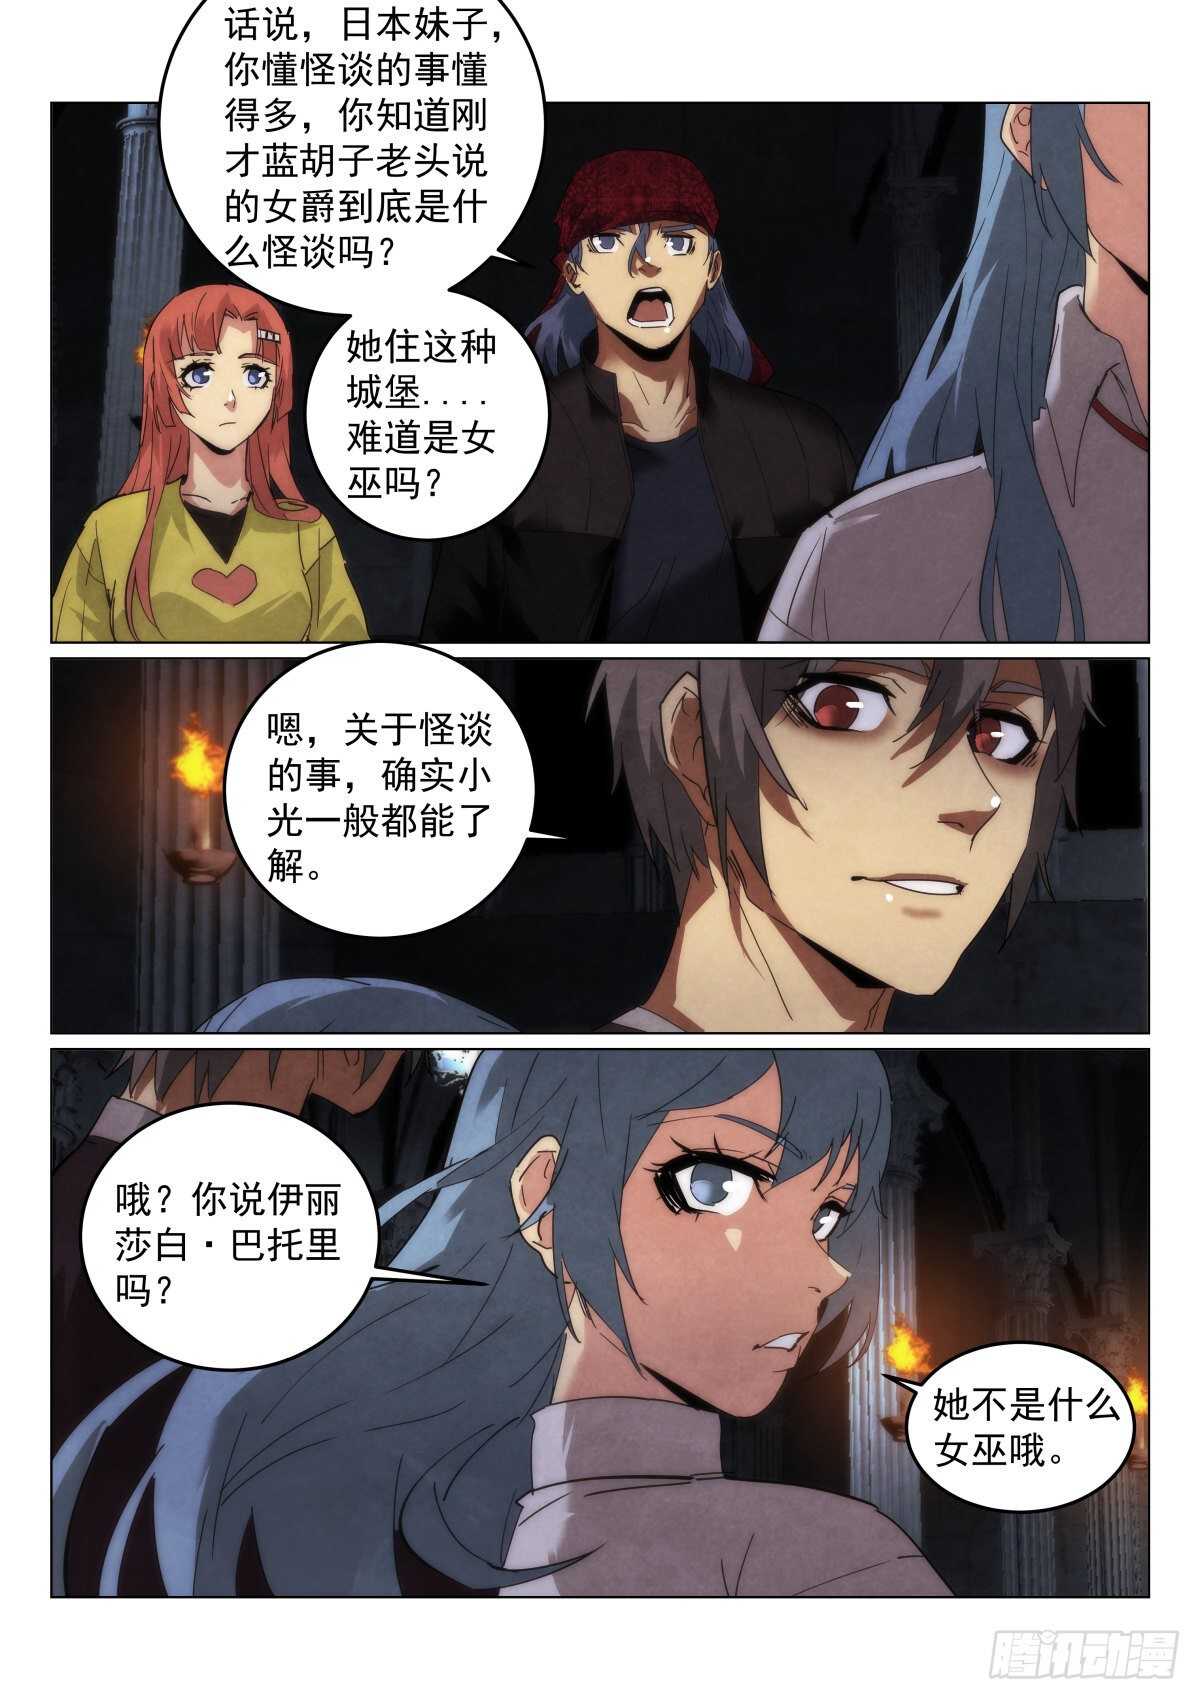 话说，日本妹子，
你懂怪谈的事懂
得多，你知道刚
才蓝胡子老头说
的女爵到底是什
么怪谈吗？
她住这种
城堡....
难道是女
巫吗？
嗯，关于怪谈
的事，确实小
光一般都能了
解。
哦？你说伊丽
莎白·巴托里
吗？
她不是什么
女巫哦。
腾讯动漫